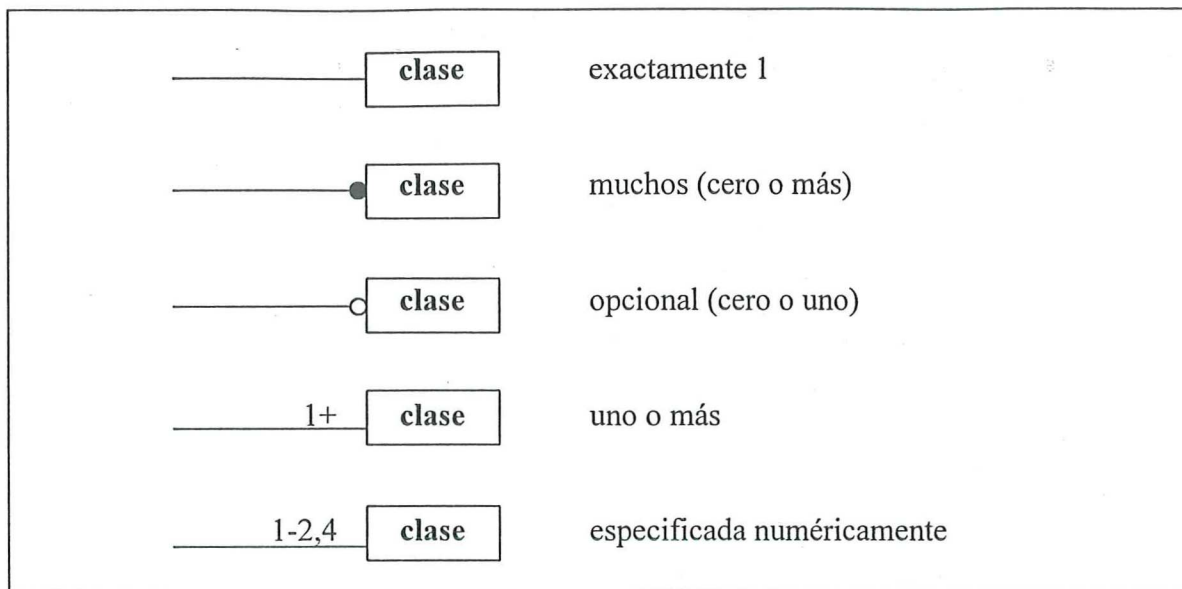 clase exactamente 1
clase muchos (cero o más)
clase opcional (cero o uno)
1+ clase uno o más
1-2,4 clase especificada numéricamente